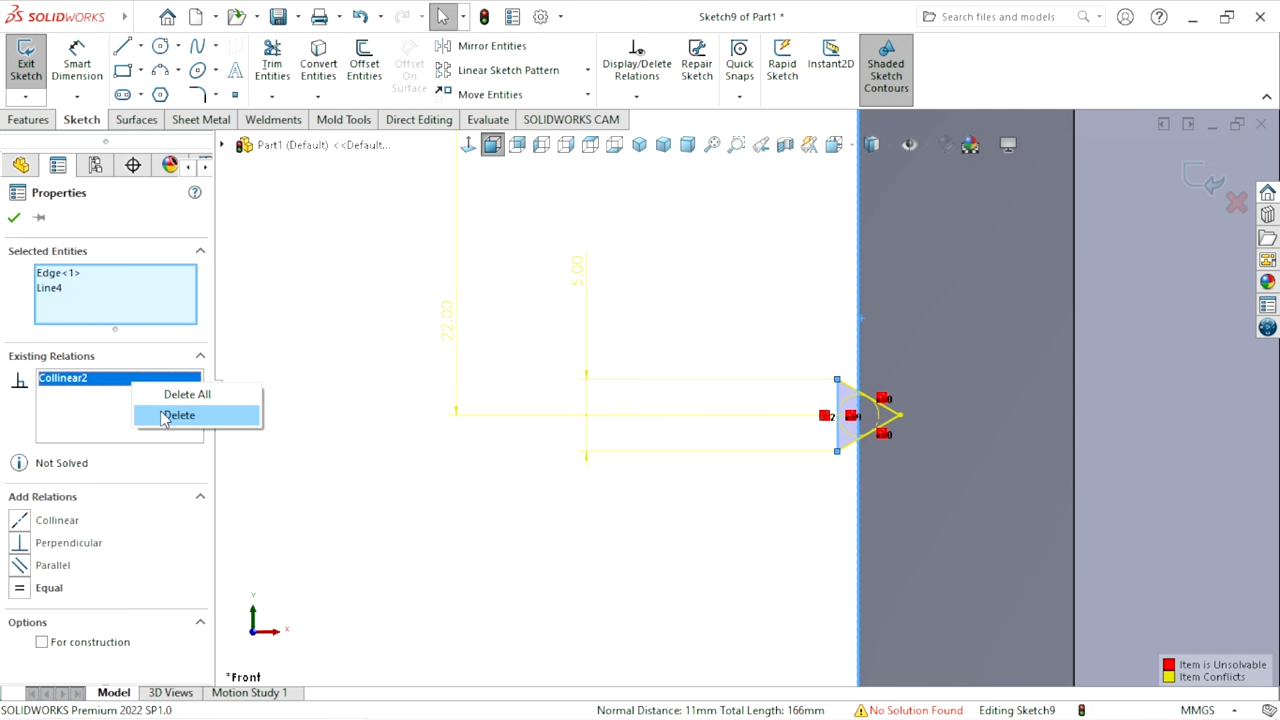 SOLIDWORKS
Sketch9 of Part1 *
Search files and models
Exit Sketch
Smart Dimension
Trim Entities
Convert Entities
Offset Entities
Offset On Surface
Mirror Entities
Linear Sketch Pattern
Move Entities
Display/Delete Relations
Repair Sketch
Quick Snaps
Rapid Sketch
Instant2D
Shaded Sketch Contours
Features
Sketch
Surfaces
Sheet Metal
Weldments
Mold Tools
Direct Editing
Evaluate
SOLIDWORKS CAM
Part1 (Default) <<Default...
Properties
Selected Entities
Edge<1>
Line4
Existing Relations
Collinear2
Delete All
Delete
Not Solved
Add Relations
Collinear
Perpendicular
Parallel
Equal
Options
For construction
22.00
5.00
2
0
0
Y
X
*Front
Item is Unsolvable
Item Conflicts
Model
3D Views
Motion Study 1
SOLIDWORKS Premium 2022 SP1.0
Normal Distance: 11mm Total Length: 166mm
No Solution Found
Editing Sketch9
MMGS